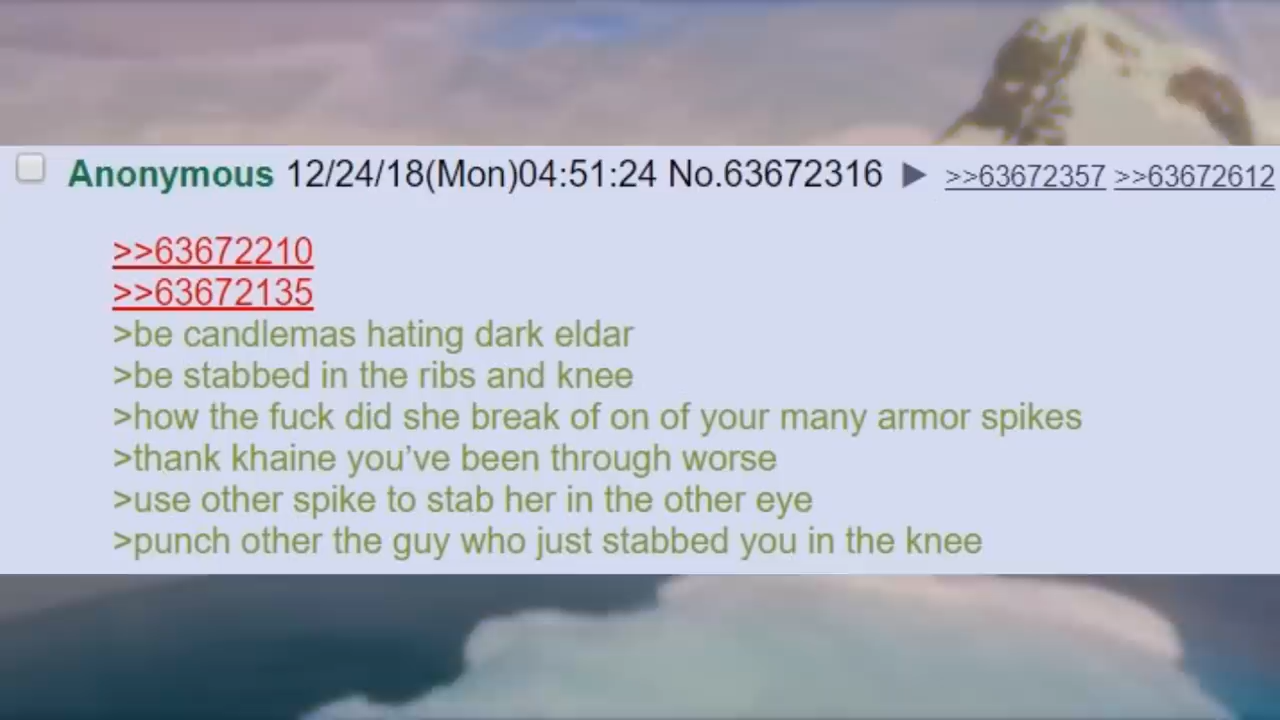 Anonymous 12/24/18(Mon)04:51:24 No.63672316 ▶ >>63672357 >>63672612
>>63672210
>>63672135
>be candlemas hating dark eldar
>be stabbed in the ribs and knee
>how the fuck did she break of on of your many armor spikes
>thank khaine you’ve been through worse
>use other spike to stab her in the other eye
>punch other the guy who just stabbed you in the knee